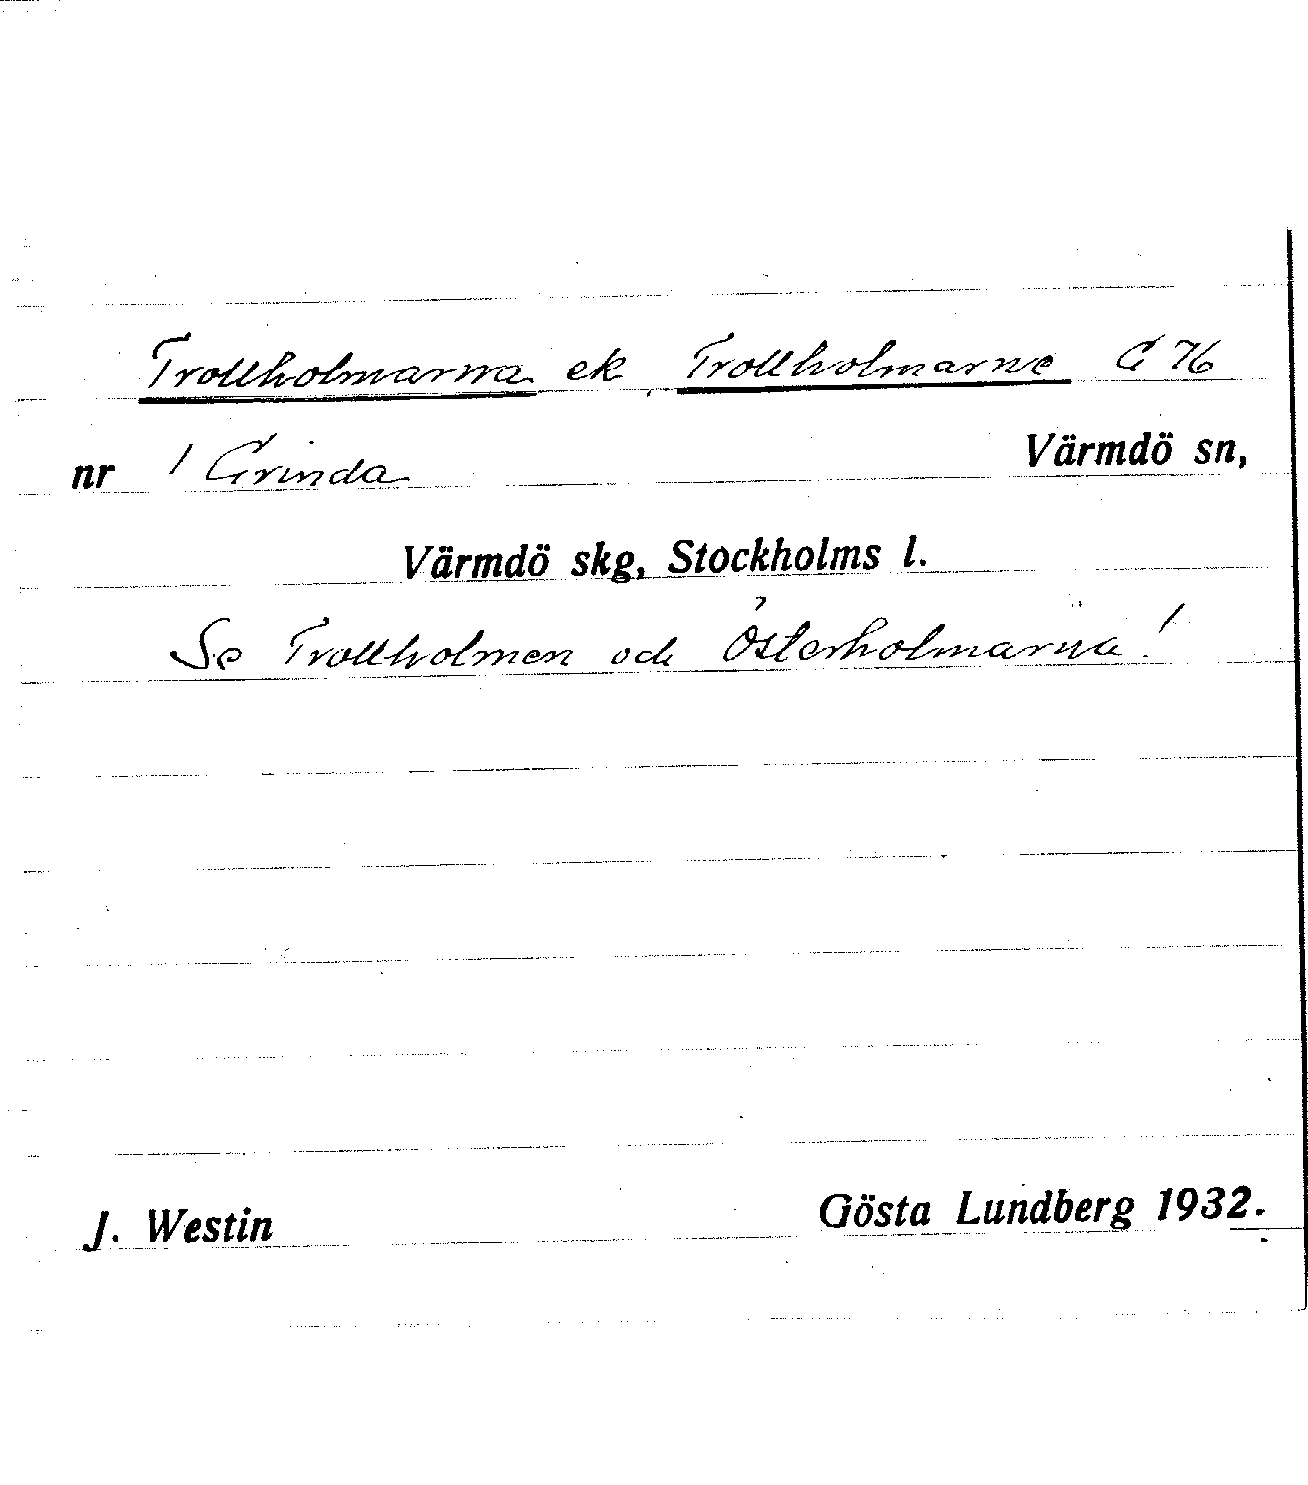 Trollholmarna ek Trollholmarne C 76
nr 1 Grinda Värmdö sn,
Värmdö skg, Stockholms l.
Se Trollholmen och Österholmarna!
J. Westin Gösta Lundberg 1932.